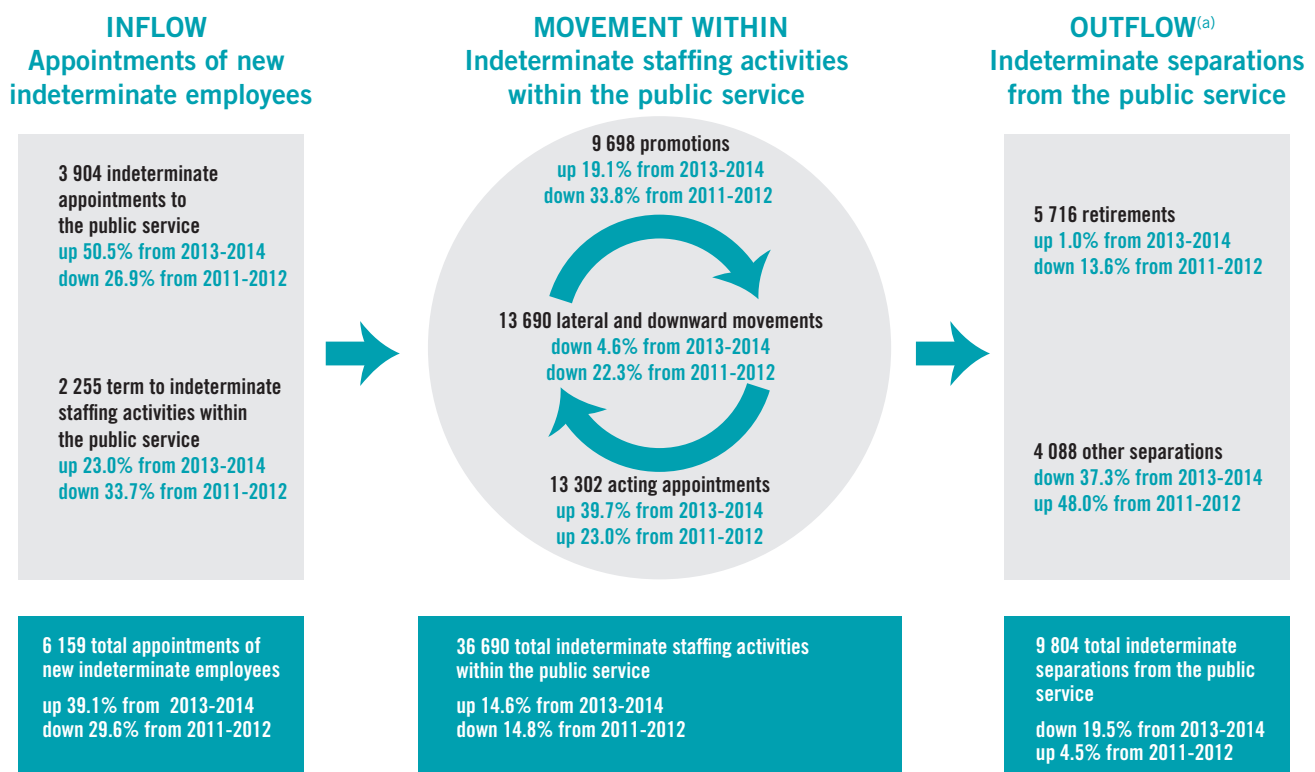 INFLOW
Appointments of new
indeterminate employees
3 904 indeterminate
appointments to
the public service
up 50.5% from 2013-2014
down 26.9% from 2011-2012
2 255 term to indeterminate
staffing activities within
the public service
up 23.0% from 2013-2014
down 33.7% from 2011-2012
6 159 total appointments of
new indeterminate employees
up 39.1% from 2013-2014
down 29.6% from 2011-2012
MOVEMENT WITHIN
Indeterminate staffing activities
within the public service
9 698 promotions
up 19.1% from 2013-2014
down 33.8% from 2011-2012
13 690 lateral and downward movements
down 4.6% from 2013-2014
down 22.3% from 2011-2012
13 302 acting appointments
up 39.7% from 2013-2014
up 23.0% from 2011-2012
36 690 total indeterminate staffing activities
within the public service
up 14.6% from 2013-2014
down 14.8% from 2011-2012
OUTFLOW(a)
Indeterminate separations
from the public service
5 716 retirements
up 1.0% from 2013-2014
down 13.6% from 2011-2012
4 088 other separations
down 37.3% from 2013-2014
up 48.0% from 2011-2012
9 804 total indeterminate
separations from the public
service
down 19.5% from 2013-2014
up 4.5% from 2011-2012